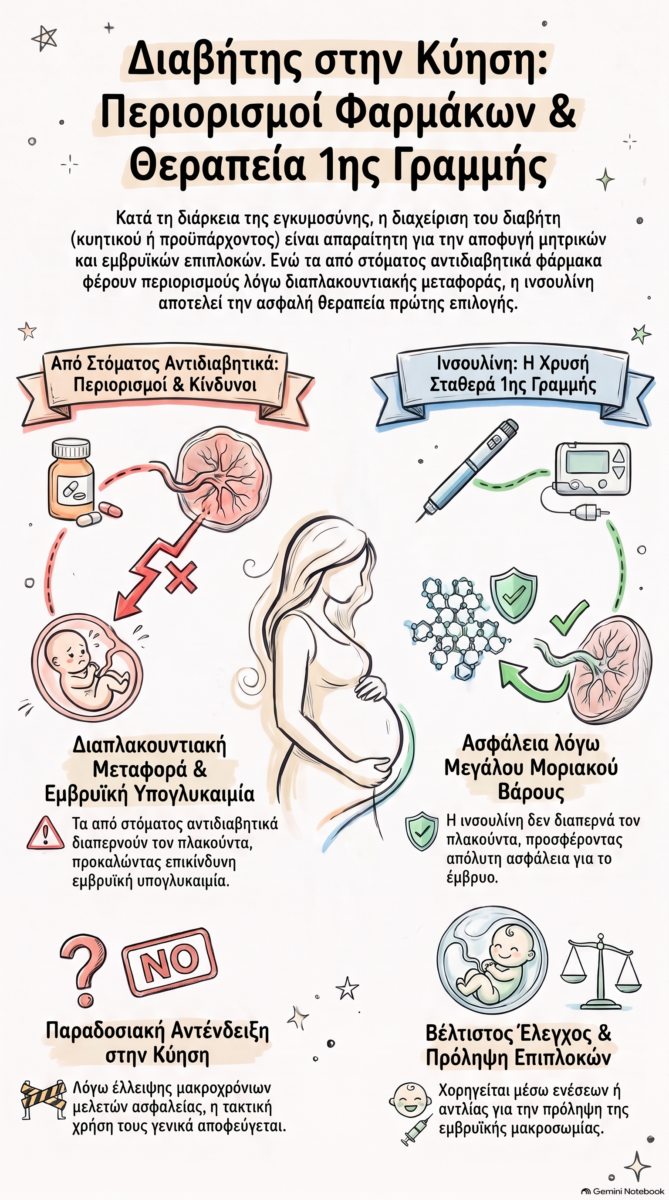 Διαβήτης στην Κύηση:
Περιορισμοί Φαρμάκων &
Θεραπεία 1ης Γραμμής
Κατά τη διάρκεια της εγκυμοσύνης, η διαχείριση του διαβήτη
(κυητικού ή προϋπάρχοντος) είναι απαραίτητη για την αποφυγή μητρικών
και εμβρυϊκών επιπλοκών. Ενώ τα από στόματος αντιδιαβητικά φάρμακα
φέρουν περιορισμούς λόγω διαπλακουντιακής μεταφοράς, η ινσουλίνη
αποτελεί την ασφαλή θεραπεία πρώτης επιλογής.
Από Στόματος Αντιδιαβητικά:
Περιορισμοί & Κίνδυνοι
Διαπλακουντιακή
Μεταφορά &
Εμβρυϊκή Υπογλυκαιμία
Τα από στόματος αντιδιαβητικά
διαπερνούν τον πλακούντα,
προκαλώντας επικίνδυνη
εμβρυϊκή υπογλυκαιμία.
NO
Παραδοσιακή Αντένδειξη
στην Κύηση
Λόγω έλλειψης μακροχρόνιων
μελετών ασφαλείας, η τακτική
χρήση τους γενικά αποφεύγεται.
Ινσουλίνη: Η Χρυσή
Σταθερά 1ης Γραμμής
Ασφάλεια λόγω
Μεγάλου Μοριακού
Βάρους
Η ινσουλίνη δεν διαπερνά τον
πλακούντα, προσφέροντας
απόλυτη ασφάλεια για το
έμβρυο.
Βέλτιστος Έλεγχος &
Πρόληψη Επιπλοκών
Χορηγείται μέσω ενέσεων ή
αντλίας για την πρόληψη της
εμβρυϊκής μακροσωμίας.
Gemini Notebook